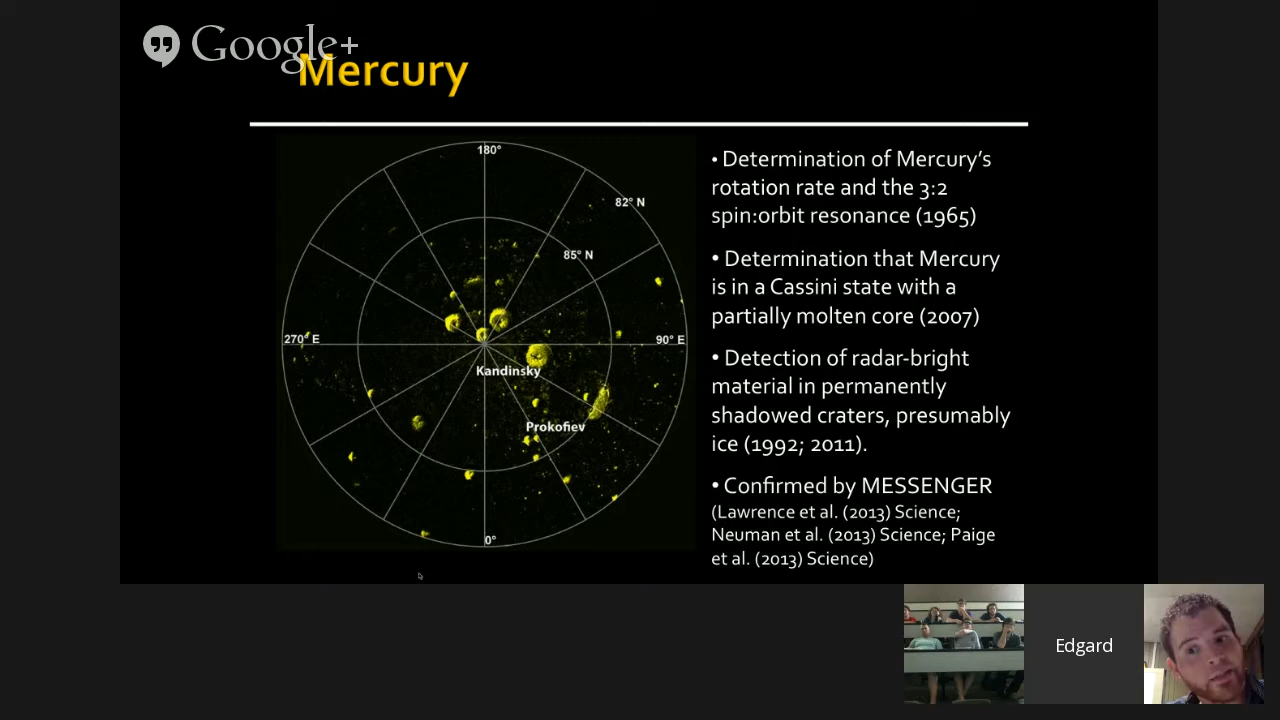 Google+
Mercury
180°
82° N
85° N
270° E
90° E
Kandinsky
Prokofiev
0°
• Determination of Mercury's
rotation rate and the 3:2
spin:orbit resonance (1965)
• Determination that Mercury
is in a Cassini state with a
partially molten core (2007)
• Detection of radar-bright
material in permanently
shadowed craters, presumably
ice (1992; 2011).
• Confirmed by MESSENGER
(Lawrence et al. (2013) Science;
Neuman et al. (2013) Science; Paige
et al. (2013) Science)
Edgard